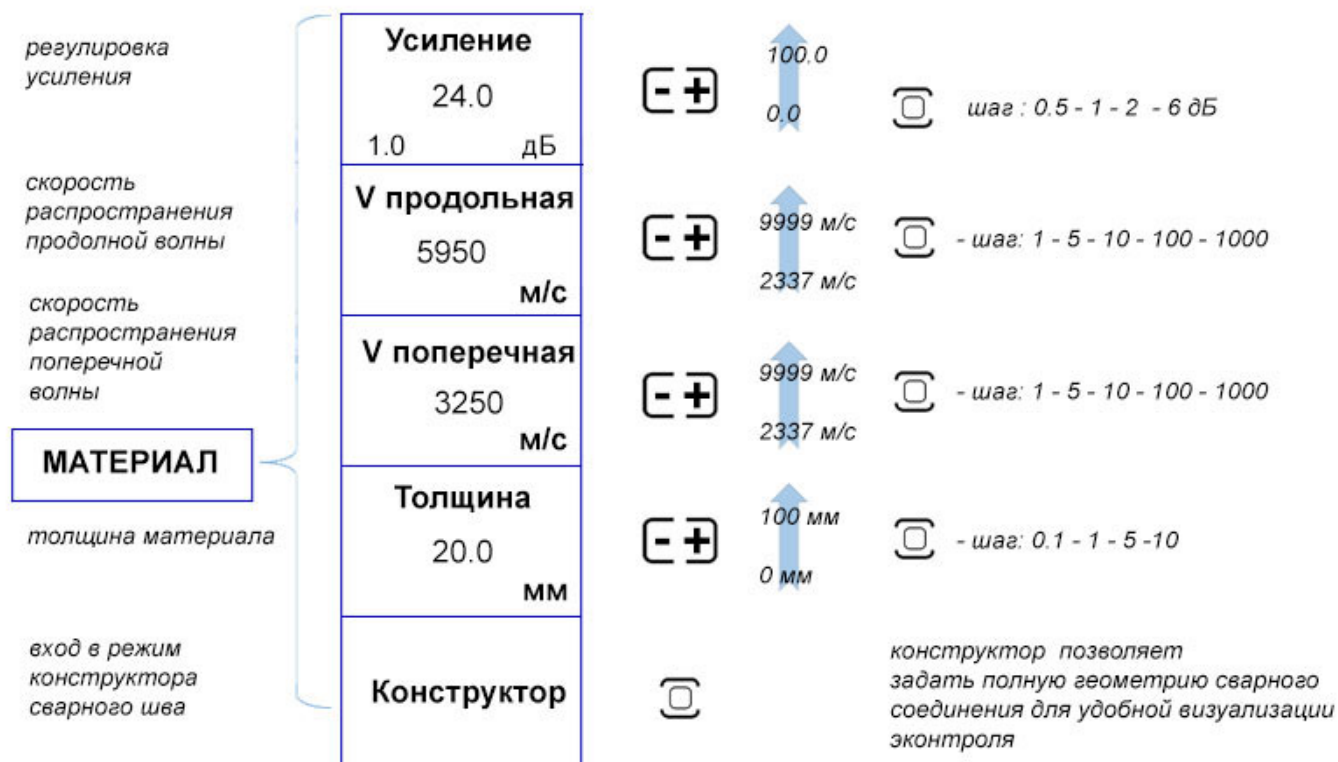 регулировка
усиления
Усиление
24.0
1.0 дБ
- +
100.0
0.0
шаг : 0.5 - 1 - 2 - 6 дБ
скорость
распространения
продолной волны
V продольная
5950
м/с
- +
9999 м/с
2337 м/с
- шаг: 1 - 5 - 10 - 100 - 1000
скорость
распространения
поперечной
волны
V поперечная
3250
м/с
- +
9999 м/с
2337 м/с
- шаг: 1 - 5 - 10 - 100 - 1000
МАТЕРИАЛ
толщина материала
Толщина
20.0
мм
- +
100 мм
0 мм
- шаг: 0.1 - 1 - 5 -10
вход в режим
конструктора
сварного шва
Конструктор
конструктор позволяет
задать полную геометрию сварного
соединения для удобной визуализации
эконтроля